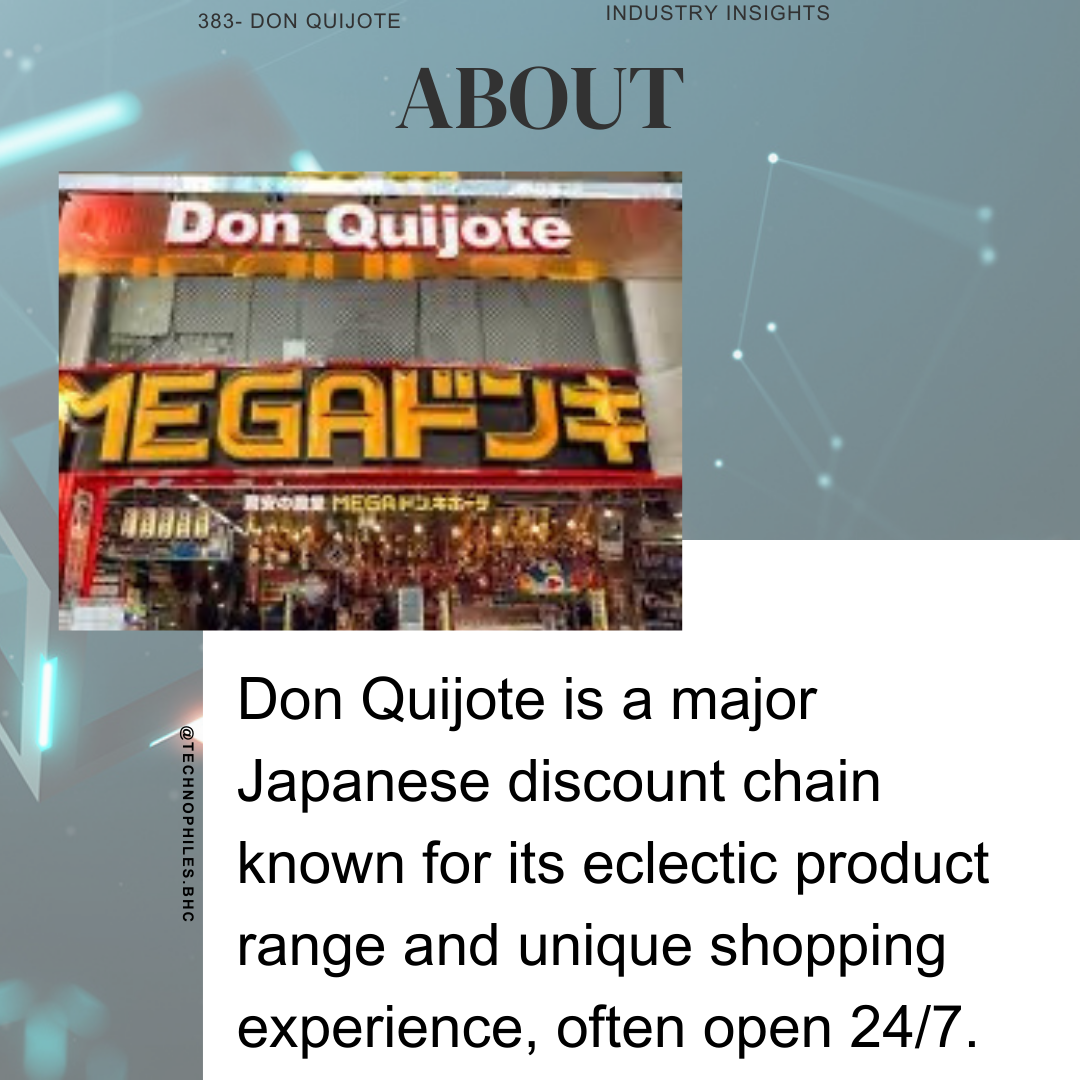 383- DON QUIJOTE
INDUSTRY INSIGHTS
ABOUT
Don Quijote
MEGAドンキ
MEGAドンキホーテ
@TECHNOPHILES.BHC
Don Quijote is a major
Japanese discount chain
known for its eclectic product
range and unique shopping
experience, often open 24/7.